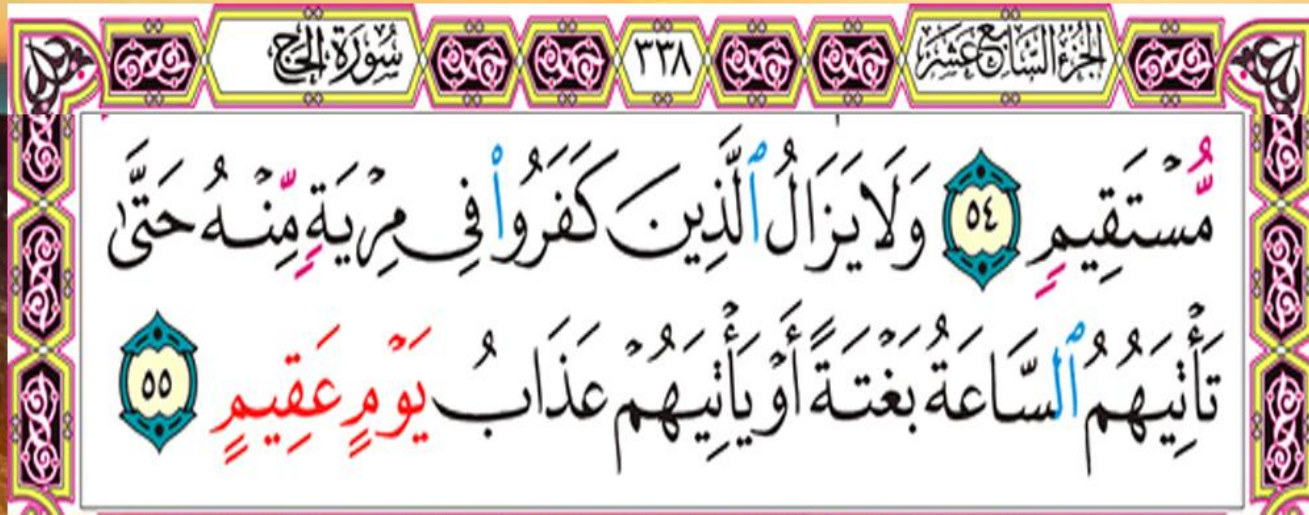 الجزء السابع عشر ٣٣٨ سورة الحج
مُّسْتَقِيمٍ ٥٤ وَلَا يَزَالُ ٱلَّذِينَ كَفَرُوا۟ فِى مِرْيَةٍ مِّنْهُ حَتَّىٰ
تَأْتِيَهُمُ ٱلسَّاعَةُ بَغْتَةً أَوْ يَأْتِيَهُمْ عَذَابُ يَوْمٍ عَقِيمٍ ٥٥